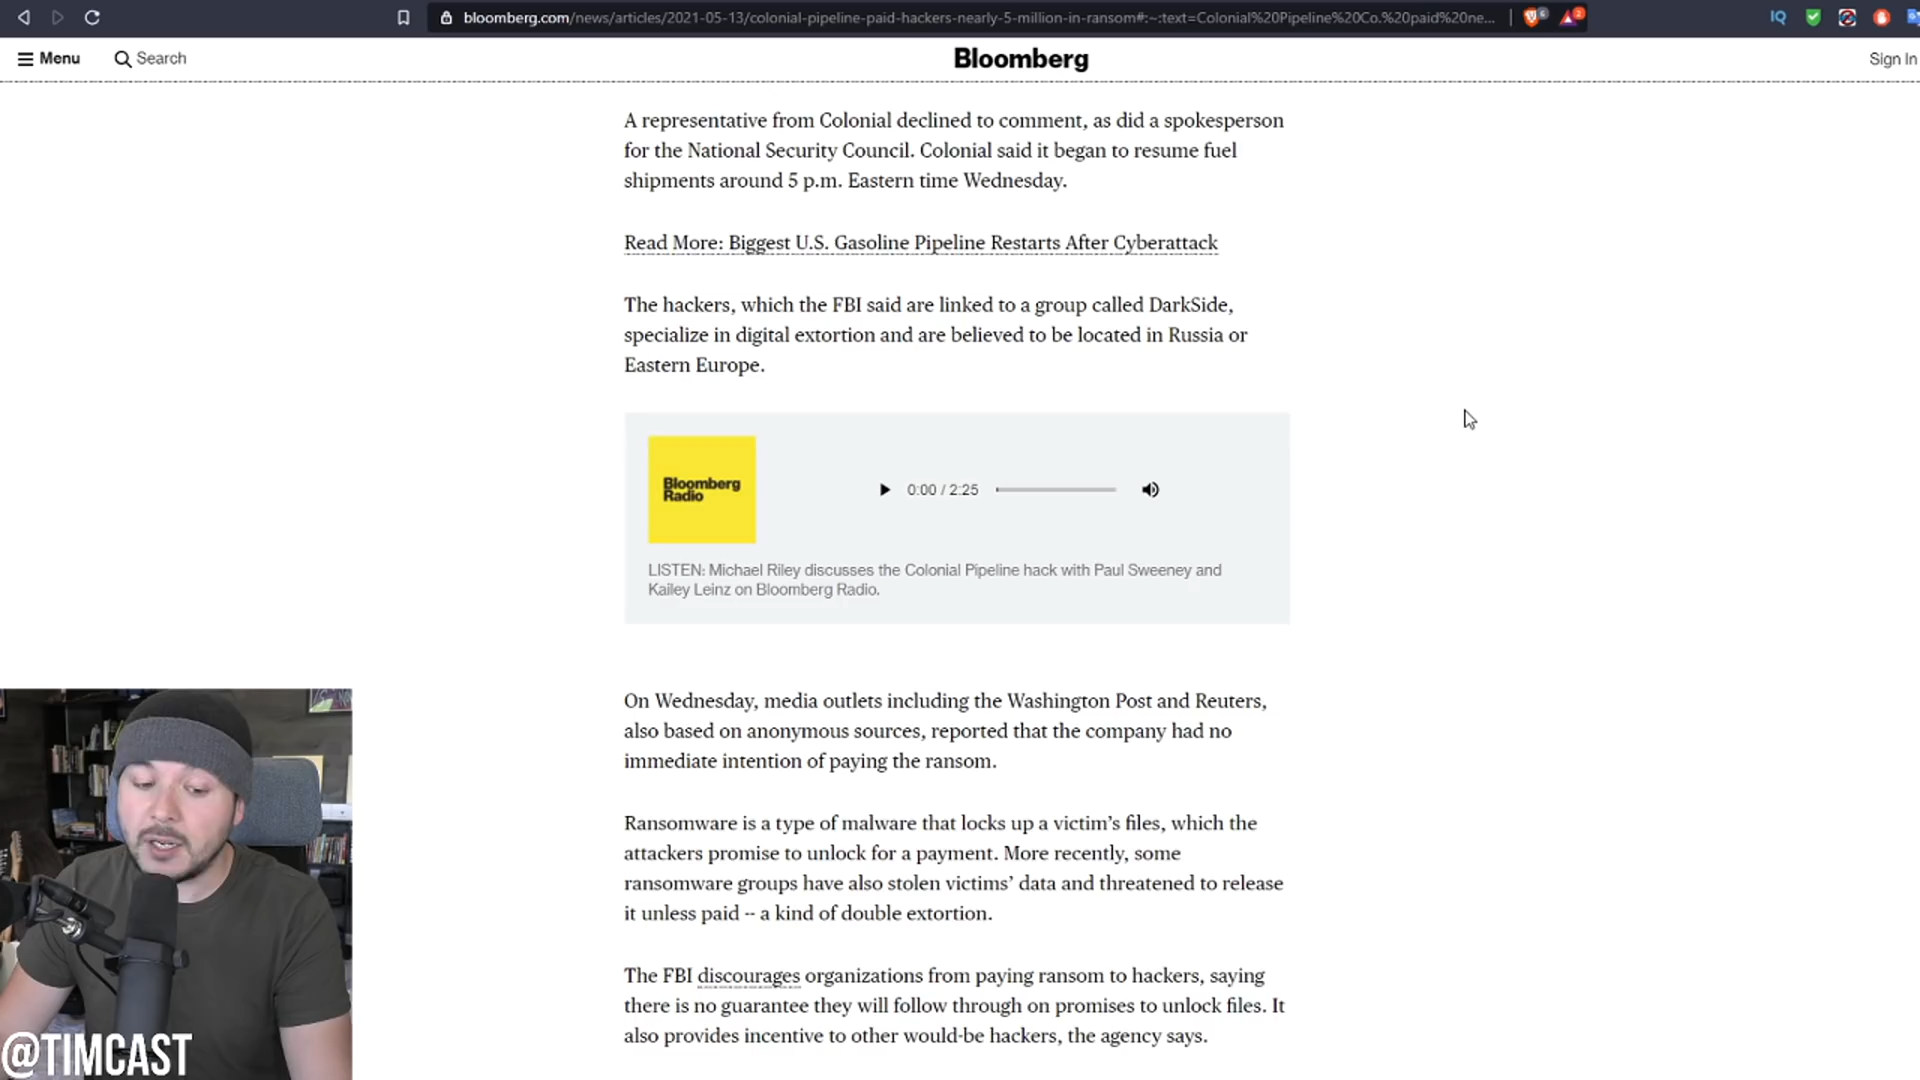 bloomberg.com/news/articles/2021-05-13/colonial-pipeline-paid-hackers-nearly-5-million-in-ransom#:~:text=Colonial%20Pipeline%20Co.%20paid%20ne...
6
2
IQ
Menu
Search
Bloomberg
Sign In
A representative from Colonial declined to comment, as did a spokesperson
for the National Security Council. Colonial said it began to resume fuel
shipments around 5 p.m. Eastern time Wednesday.
Read More: Biggest U.S. Gasoline Pipeline Restarts After Cyberattack
The hackers, which the FBI said are linked to a group called DarkSide,
specialize in digital extortion and are believed to be located in Russia or
Eastern Europe.
Bloomberg
Radio
0:00 / 2:25
LISTEN: Michael Riley discusses the Colonial Pipeline hack with Paul Sweeney and
Kailey Leinz on Bloomberg Radio.
On Wednesday, media outlets including the Washington Post and Reuters,
also based on anonymous sources, reported that the company had no
immediate intention of paying the ransom.
Ransomware is a type of malware that locks up a victim’s files, which the
attackers promise to unlock for a payment. More recently, some
ransomware groups have also stolen victims’ data and threatened to release
it unless paid -- a kind of double extortion.
The FBI discourages organizations from paying ransom to hackers, saying
there is no guarantee they will follow through on promises to unlock files. It
also provides incentive to other would-be hackers, the agency says.
@TIMCAST